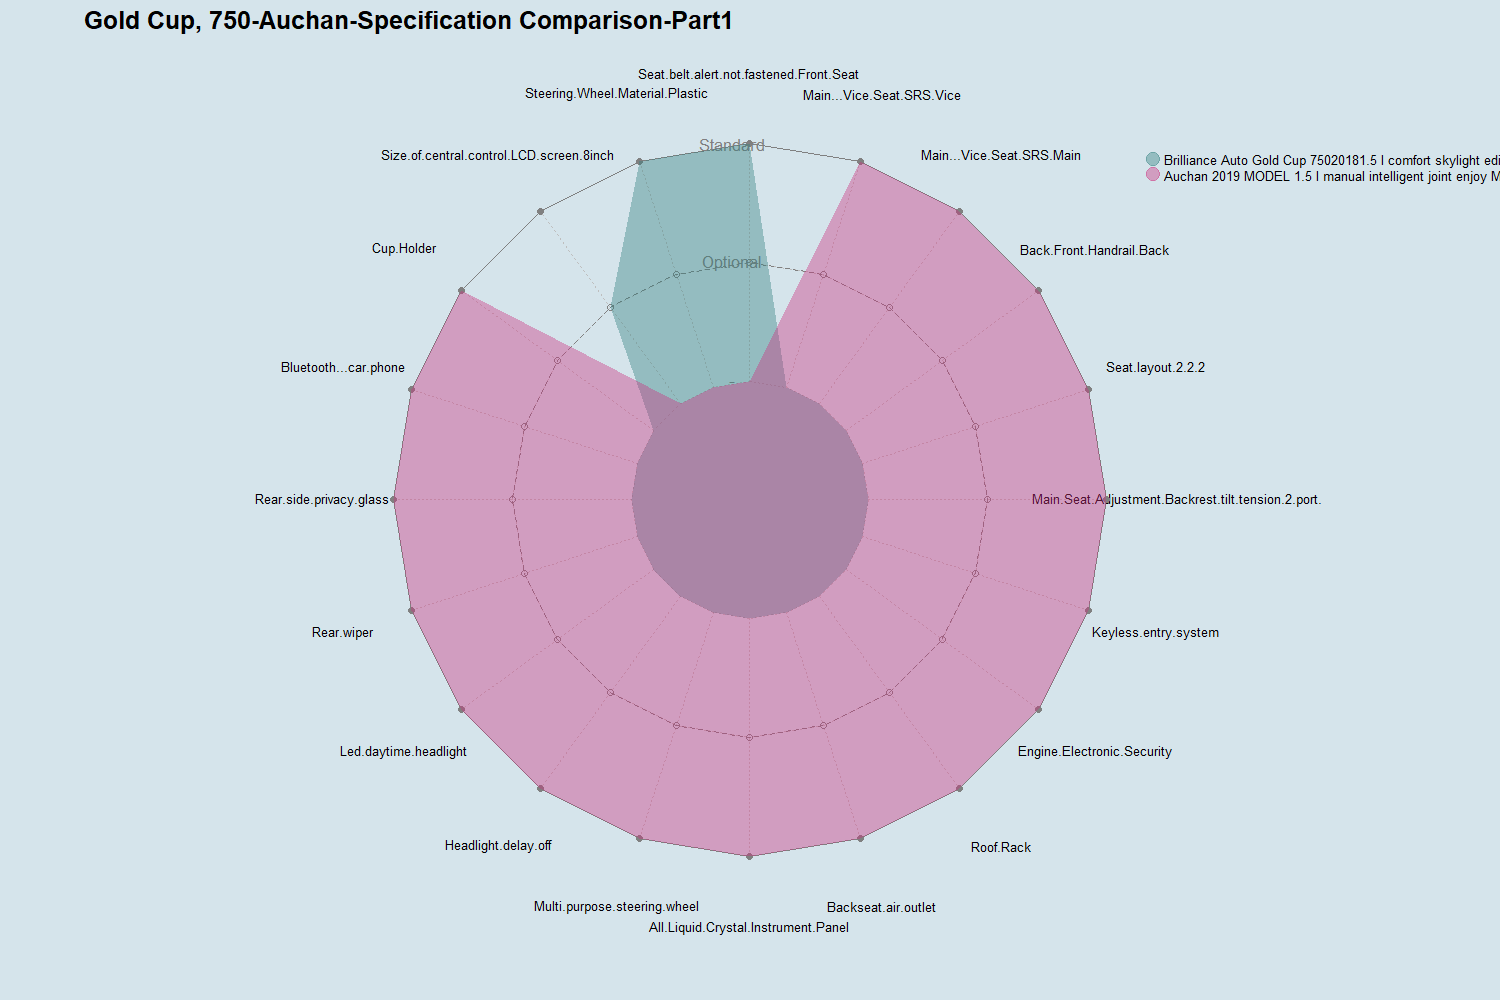 Gold Cup, 750-Auchan-Specification Comparison-Part1
Seat.belt.alert.not.fastened.Front.Seat
Steering.Wheel.Material.Plastic
Main...Vice.Seat.SRS.Vice
Standard
Size.of.central.control.LCD.screen.8inch
Main...Vice.Seat.SRS.Main
Brilliance Auto Gold Cup 75020181.5 l comfort skylight edi
Auchan 2019 MODEL 1.5 l manual intelligent joint enjoy M
Cup.Holder
Back.Front.Handrail.Back
Optional
Bluetooth...car.phone
Seat.layout.2.2.2
-
Rear.side.privacy.glass
Main.Seat.Adjustment.Backrest.tilt.tension.2.port.
Rear.wiper
Keyless.entry.system
Led.daytime.headlight
Engine.Electronic.Security
Headlight.delay.off
Roof.Rack
Multi.purpose.steering.wheel
Backseat.air.outlet
All.Liquid.Crystal.Instrument.Panel